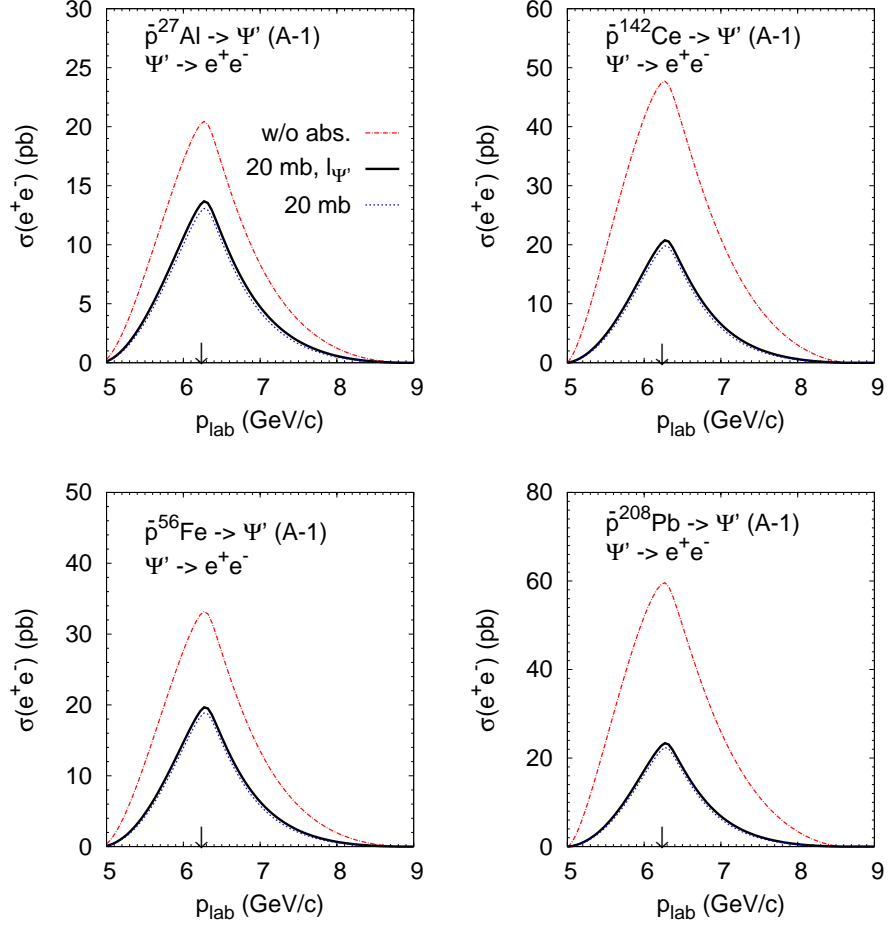 p̄²⁷Al -> Ψ' (A-1)
Ψ' -> e⁺e⁻
w/o abs.
20 mb, l_Ψ'
20 mb
σ(e⁺e⁻) (pb)
30
25
20
15
10
5
0
5 6 7 8 9
p_lab (GeV/c)
p̄¹⁴²Ce -> Ψ' (A-1)
Ψ' -> e⁺e⁻
σ(e⁺e⁻) (pb)
60
50
40
30
20
10
0
5 6 7 8 9
p_lab (GeV/c)
p̄⁵⁶Fe -> Ψ' (A-1)
Ψ' -> e⁺e⁻
σ(e⁺e⁻) (pb)
50
40
30
20
10
0
5 6 7 8 9
p_lab (GeV/c)
p̄²⁰⁸Pb -> Ψ' (A-1)
Ψ' -> e⁺e⁻
σ(e⁺e⁻) (pb)
80
60
40
20
0
5 6 7 8 9
p_lab (GeV/c)